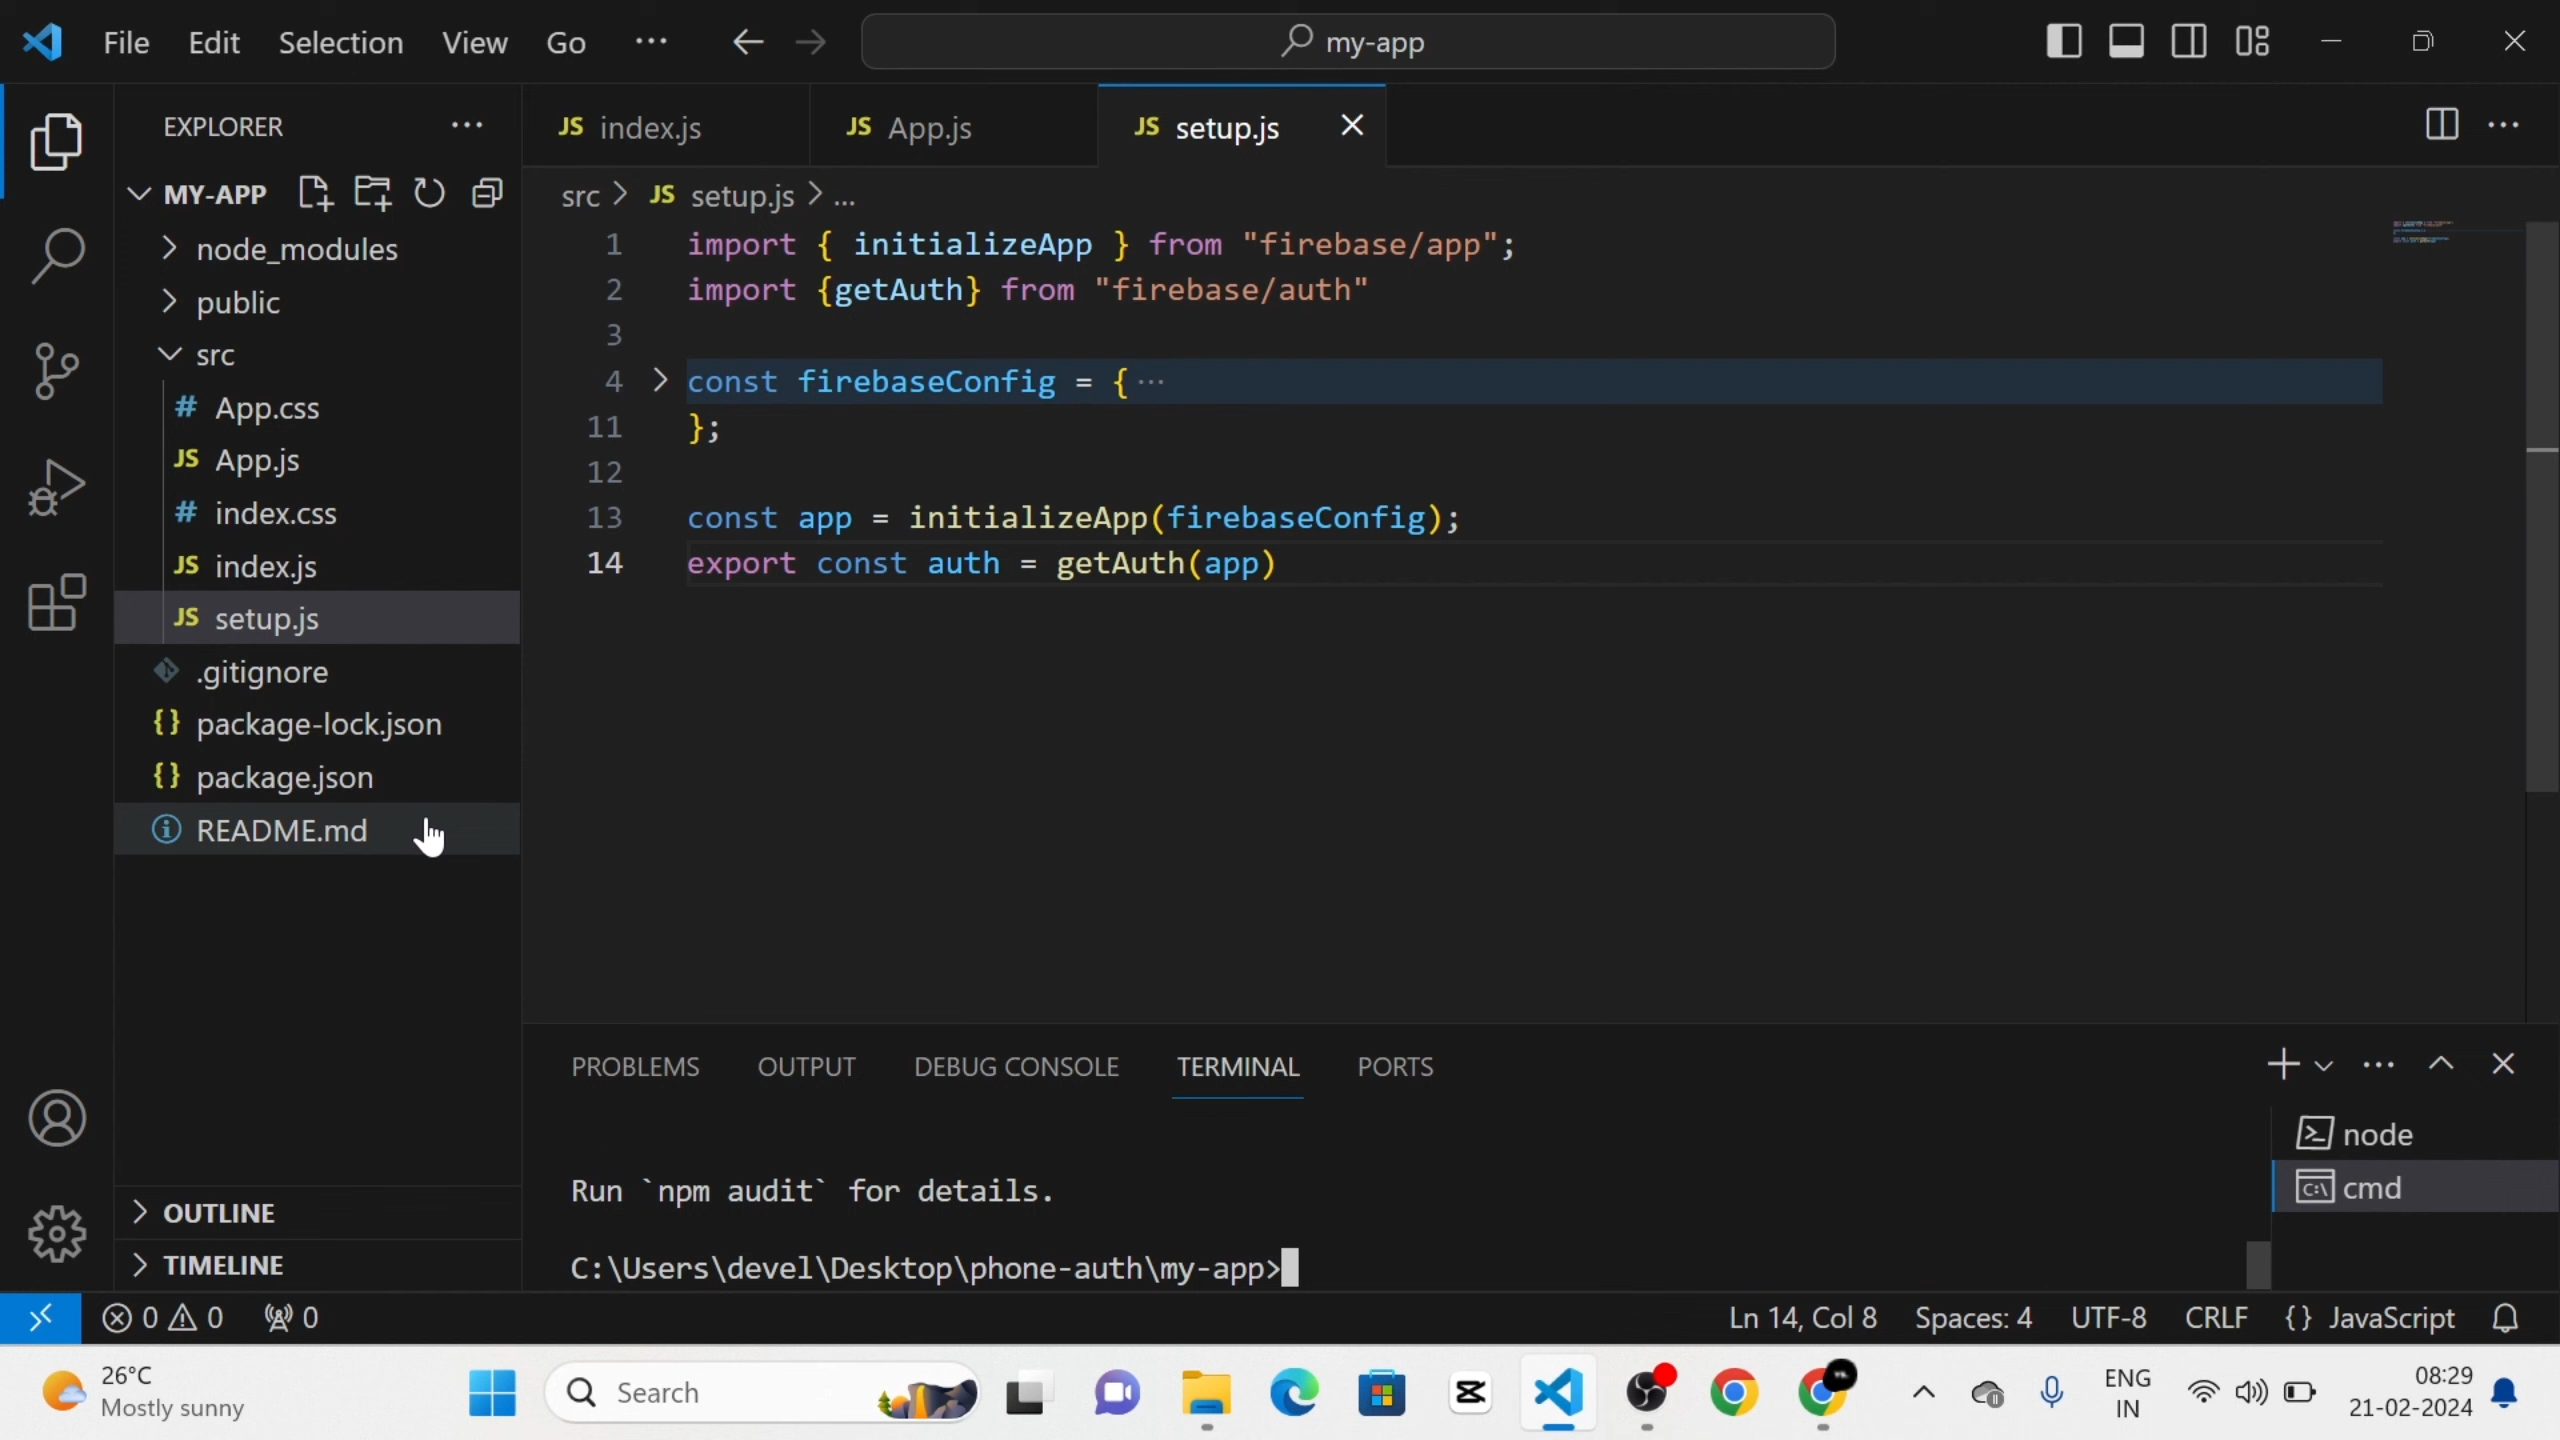 File Edit Selection View Go ... my-app
EXPLORER ...
MY-APP
node_modules
public
src
# App.css
JS App.js
# index.css
JS index.js
JS setup.js
.gitignore
{} package-lock.json
{} package.json
README.md
OUTLINE
TIMELINE
JS index.js JS App.js JS setup.js
src > JS setup.js > ...
1 import { initializeApp } from "firebase/app";
2 import {getAuth} from "firebase/auth"
3
4 const firebaseConfig = { ...
11 };
12
13 const app = initializeApp(firebaseConfig);
14 export const auth = getAuth(app)
PROBLEMS OUTPUT DEBUG CONSOLE TERMINAL PORTS
Run `npm audit` for details.
C:\Users\devel\Desktop\phone-auth\my-app>
node
cmd
0 0 0 Ln 14, Col 8 Spaces: 4 UTF-8 CRLF {} JavaScript
26°C
Mostly sunny
Search
ENG
IN
08:29
21-02-2024